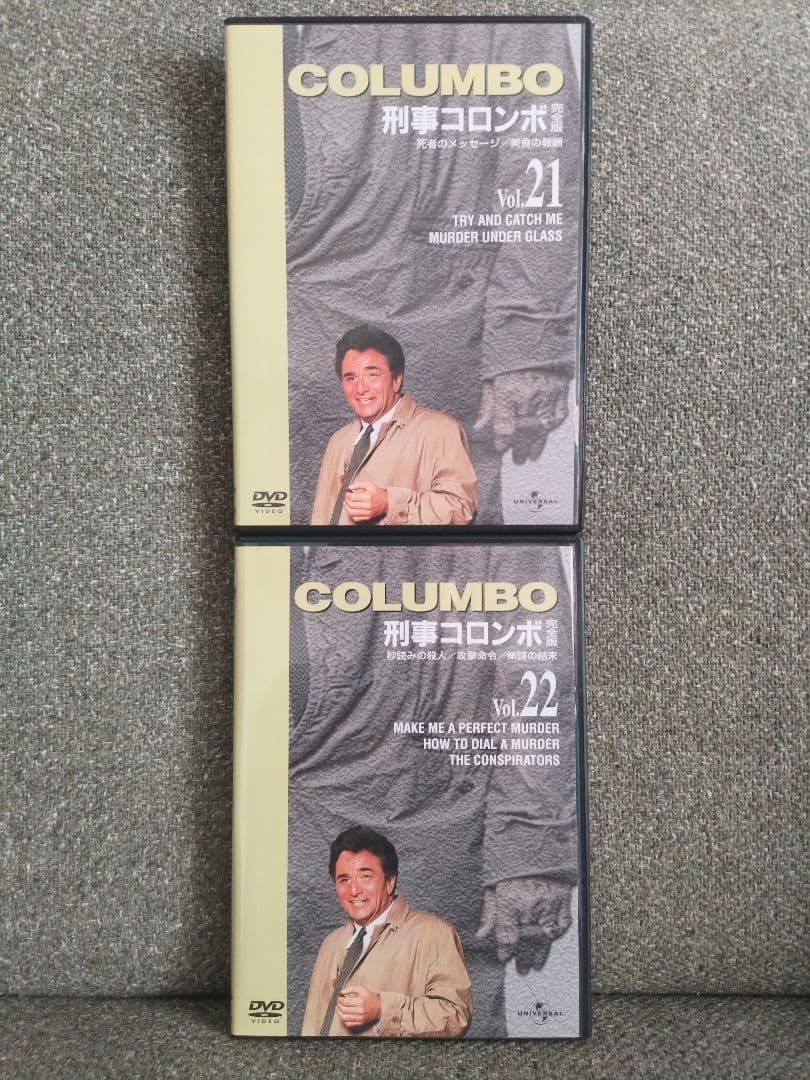 COLUMBO
刑事コロンボ 完全版
死者のメッセージ／美食の報酬
Vol.21
TRY AND CATCH ME
MURDER UNDER GLASS
DVD
VIDEO
UNIVERSAL
COLUMBO
刑事コロンボ 完全版
秒読みの殺人／攻撃命令／策謀の結末
Vol.22
MAKE ME A PERFECT MURDER
HOW TO DIAL A MURDER
THE CONSPIRATORS
DVD
VIDEO
UNIVERSAL